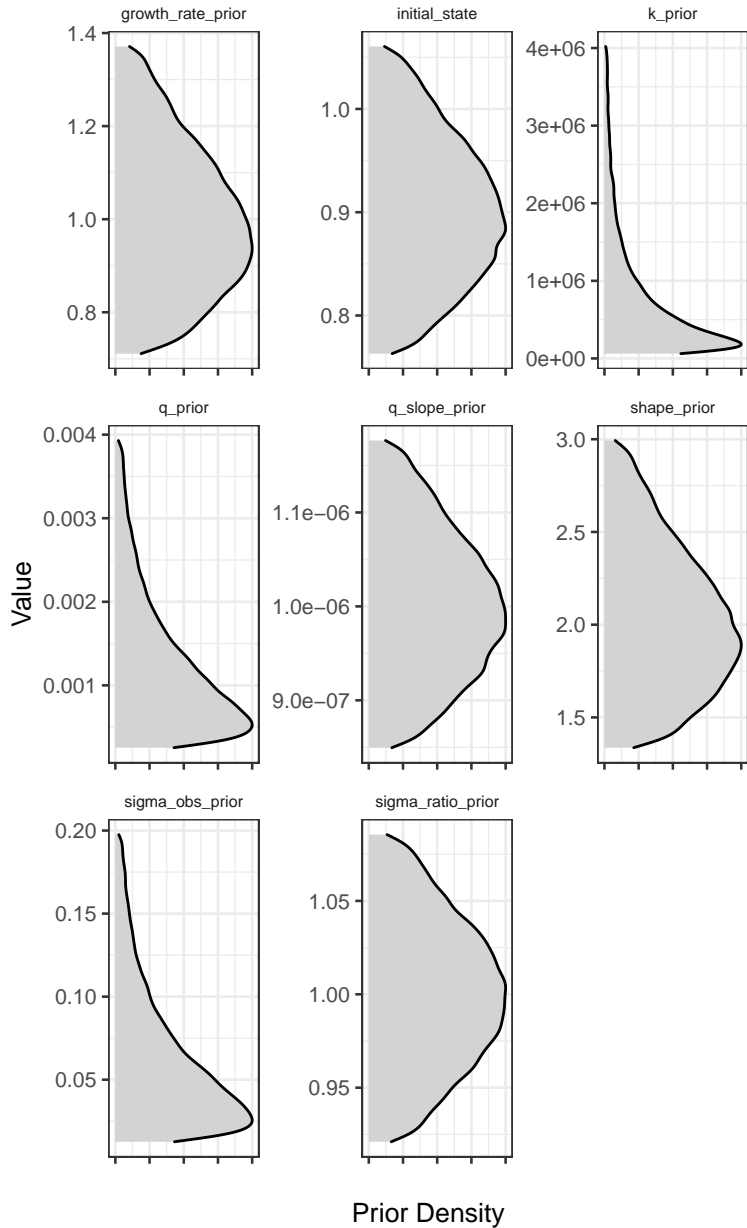 growth_rate_prior
initial_state
k_prior
1.4
1.2
1.0
0.8
1.0
0.9
0.8
4e+06
3e+06
2e+06
1e+06
0e+00
q_prior
q_slope_prior
shape_prior
0.004
0.003
0.002
0.001
1.1e−06
1.0e−06
9.0e−07
3.0
2.5
2.0
1.5
Value
sigma_obs_prior
sigma_ratio_prior
0.20
0.15
0.10
0.05
1.05
1.00
0.95
Prior Density